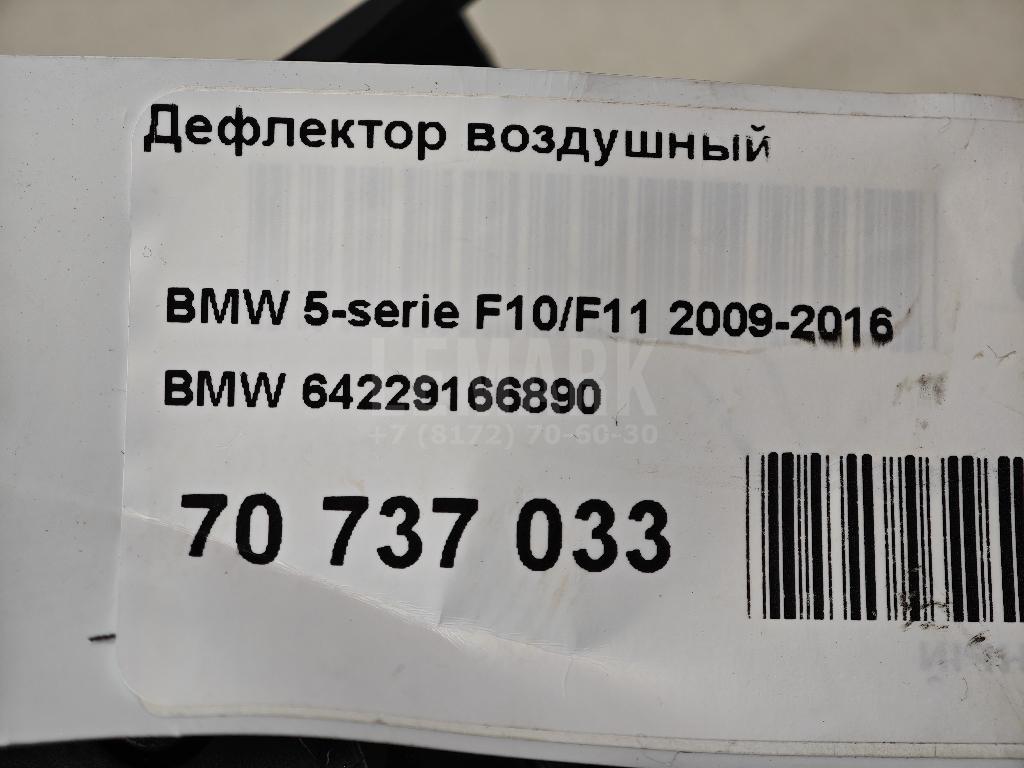 Дефлектор воздушный
BMW 5-serie F10/F11 2009-2016
LEMARK
BMW 64229166890
+7 (8172) 70-60-30
70 737 033